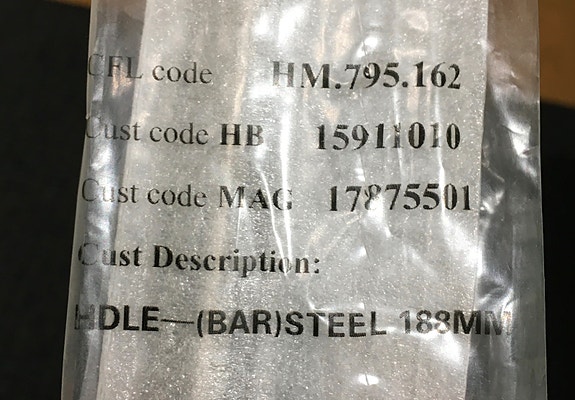 CFL code HM.795.162
Cust code HB 15911010
Cust code MAG 17875501
Cust Description:
HDLE—(BAR)STEEL 188MM